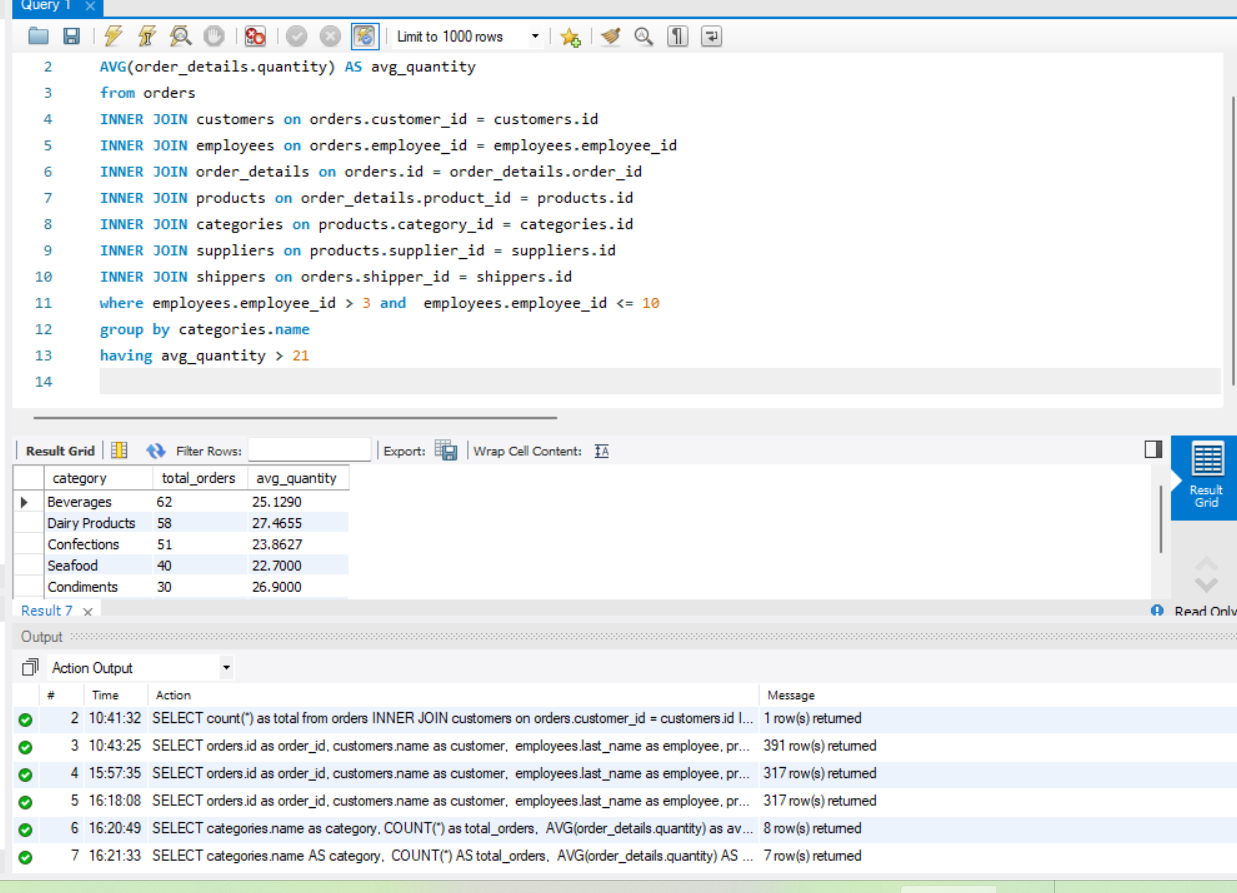 Query 1
Limit to 1000 rows
2 AVG(order_details.quantity) AS avg_quantity
3 from orders
4 INNER JOIN customers on orders.customer_id = customers.id
5 INNER JOIN employees on orders.employee_id = employees.employee_id
6 INNER JOIN order_details on orders.id = order_details.order_id
7 INNER JOIN products on order_details.product_id = products.id
8 INNER JOIN categories on products.category_id = categories.id
9 INNER JOIN suppliers on products.supplier_id = suppliers.id
10 INNER JOIN shippers on orders.shipper_id = shippers.id
11 where employees.employee_id > 3 and  employees.employee_id <= 10
12 group by categories.name
13 having avg_quantity > 21
14
Result Grid Filter Rows: Export: Wrap Cell Content: IA
category total_orders avg_quantity
Beverages 62 25.1290
Dairy Products 58 27.4655
Confections 51 23.8627
Seafood 40 22.7000
Condiments 30 26.9000
Result
Grid
Result 7 Read Only
Output
Action Output
# Time Action Message
2 10:41:32 SELECT count(*) as total from orders INNER JOIN customers on orders.customer_id = customers.id I... 1 row(s) returned
3 10:43:25 SELECT orders.id as order_id, customers.name as customer, employees.last_name as employee, pr... 391 row(s) returned
4 15:57:35 SELECT orders.id as order_id, customers.name as customer, employees.last_name as employee, pr... 317 row(s) returned
5 16:18:08 SELECT orders.id as order_id, customers.name as customer, employees.last_name as employee, pr... 317 row(s) returned
6 16:20:49 SELECT categories.name as category, COUNT(*) as total_orders, AVG(order_details.quantity) as av... 8 row(s) returned
7 16:21:33 SELECT categories.name AS category, COUNT(*) AS total_orders, AVG(order_details.quantity) AS ... 7 row(s) returned